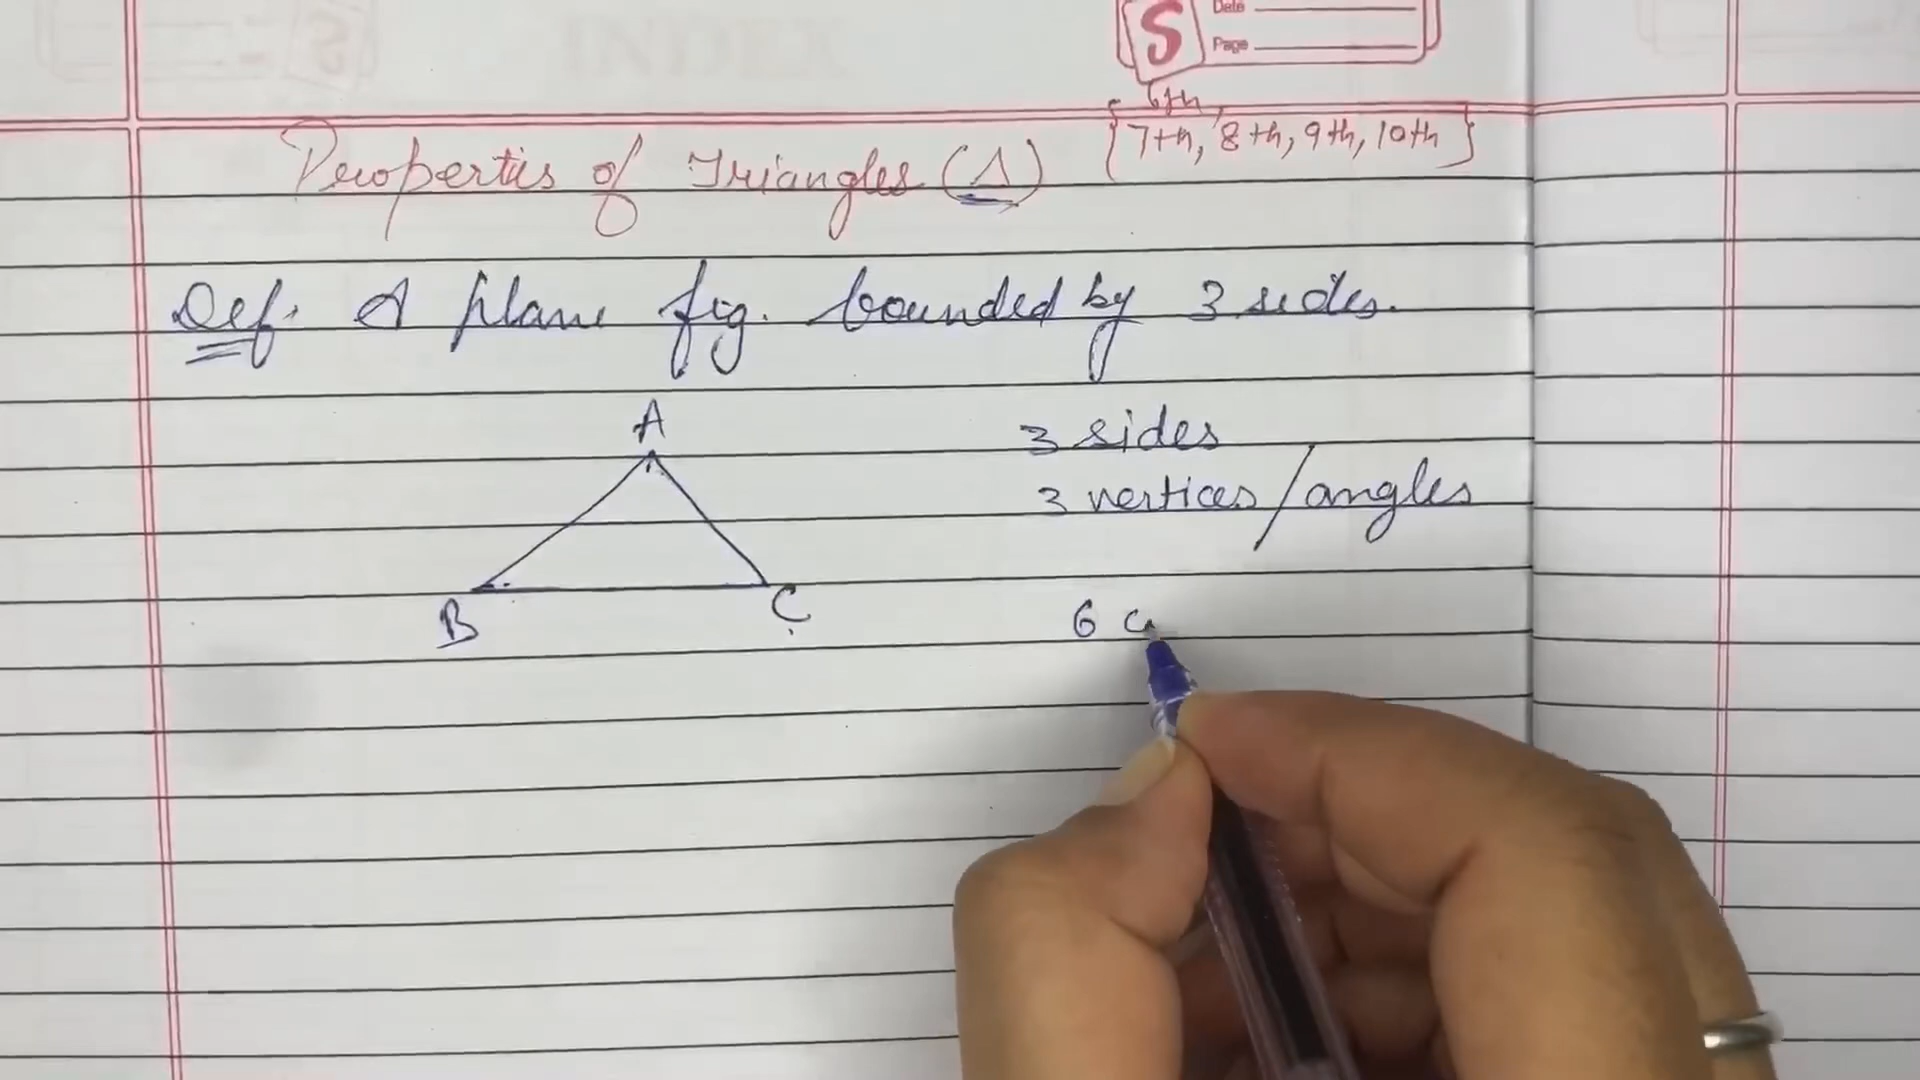 INDEX
S
Date
Page
6th,
{7th, 8th, 9th, 10th}
Properties of Triangles (Δ)
Def. A plane fig. bounded by 3 sides.
A
3 sides
3 vertices / angles
B
C
6 c